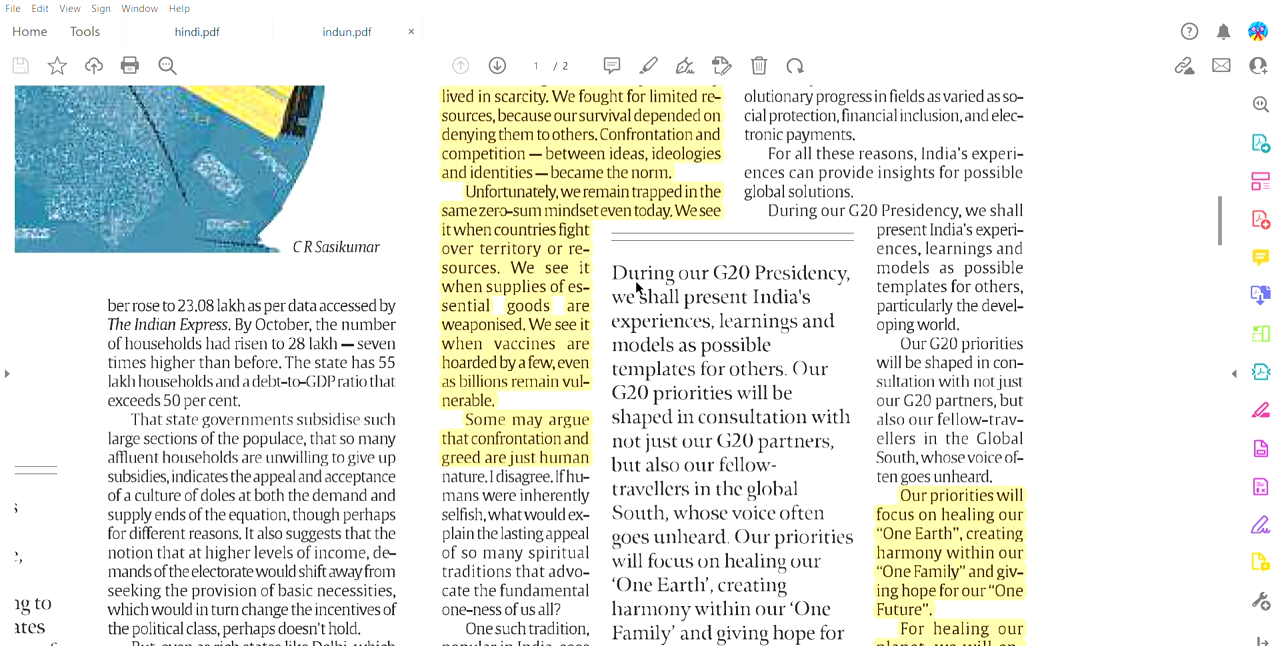 File Edit View Sign Window Help
Home Tools hindi.pdf indun.pdf ×
1 / 2
C R Sasikumar
ber rose to 23.08 lakh as per data accessed by
The Indian Express. By October, the number
of households had risen to 28 lakh — seven
times higher than before. The state has 55
lakh households and a debt-to-GDP ratio that
exceeds 50 per cent.
That state governments subsidise such
large sections of the populace, that so many
affluent households are unwilling to give up
subsidies, indicates the appeal and acceptance
of a culture of doles at both the demand and
supply ends of the equation, though perhaps
for different reasons. It also suggests that the
notion that at higher levels of income, de-
mands of the electorate would shift away from
seeking the provision of basic necessities,
which would in turn change the incentives of
the political class, perhaps doesn't hold.
But, even as rich states like Delhi, which
lived in scarcity. We fought for limited re-
sources, because our survival depended on
denying them to others. Confrontation and
competition — between ideas, ideologies
and identities — became the norm.
Unfortunately, we remain trapped in the
same zero-sum mindset even today. We see
it when countries fight
over territory or re-
sources. We see it
when supplies of es-
sential goods are
weaponised. We see it
when vaccines are
hoarded by a few, even
as billions remain vul-
nerable.
Some may argue
that confrontation and
greed are just human
nature. I disagree. If hu-
mans were inherently
selfish, what would ex-
plain the lasting appeal
of so many spiritual
traditions that advo-
cate the fundamental
one-ness of us all?
One such tradition,
popular in India, sees
During our G20 Presidency,
we shall present India's
experiences, learnings and
models as possible
templates for others. Our
G20 priorities will be
shaped in consultation with
not just our G20 partners,
but also our fellow-
travellers in the global
South, whose voice often
goes unheard. Our priorities
will focus on healing our
'One Earth', creating
harmony within our 'One
Family' and giving hope for
olutionary progress in fields as varied as so-
cial protection, financial inclusion, and elec-
tronic payments.
For all these reasons, India's experi-
ences can provide insights for possible
global solutions.
During our G20 Presidency, we shall
present India's experi-
ences, learnings and
models as possible
templates for others,
particularly the devel-
oping world.
Our G20 priorities
will be shaped in con-
sultation with not just
our G20 partners, but
also our fellow-trav-
ellers in the Global
South, whose voice of-
ten goes unheard.
Our priorities will
focus on healing our
"One Earth", creating
harmony within our
"One Family" and giv-
ing hope for our "One
Future".
For healing our
planet, we will en-